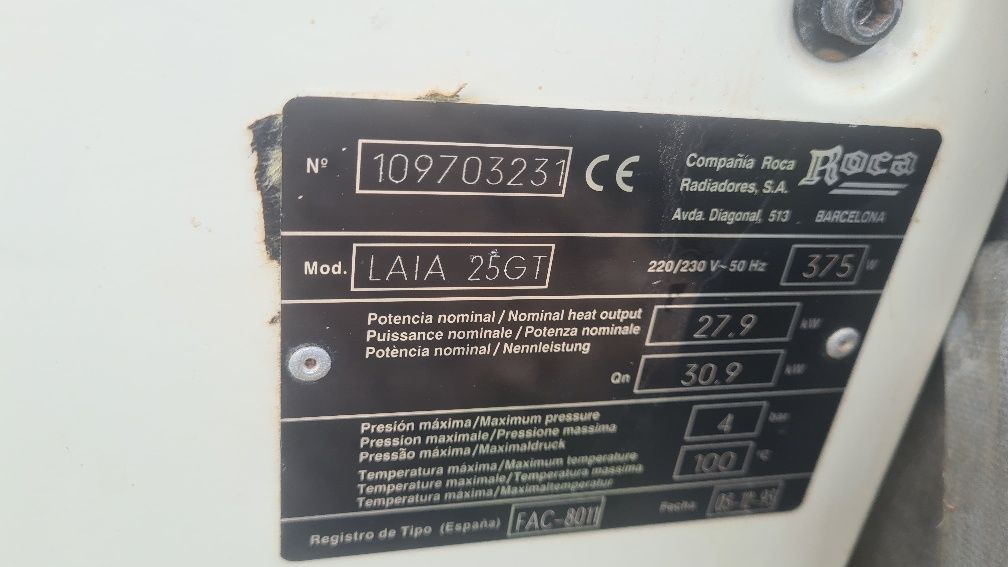 Nº 109703231 CE
Compañia Roca
Radiadores, S.A.
Roca
Avda. Diagonal, 513 BARCELONA
Mod. LAIA 25GT 220/230 V~50 Hz 375 W
Potencia nominal/Nominal heat output
Puissance nominale/Potenza nominale
Potència nominal/Nennleistung
27.9 kW
Qn 30.9 kW
Presión máxima/Maximum pressure
Pression maximale/Pressione massima
Pressão máxima/Maximaldruck
4 bar
Temperatura máxima/Maximum temperature
Temperature maximale/Temperatura massima
Temperatura máxima/Maximaltemperatur
100 °C
Registro de Tipo (España) FAC-8011 Fecha